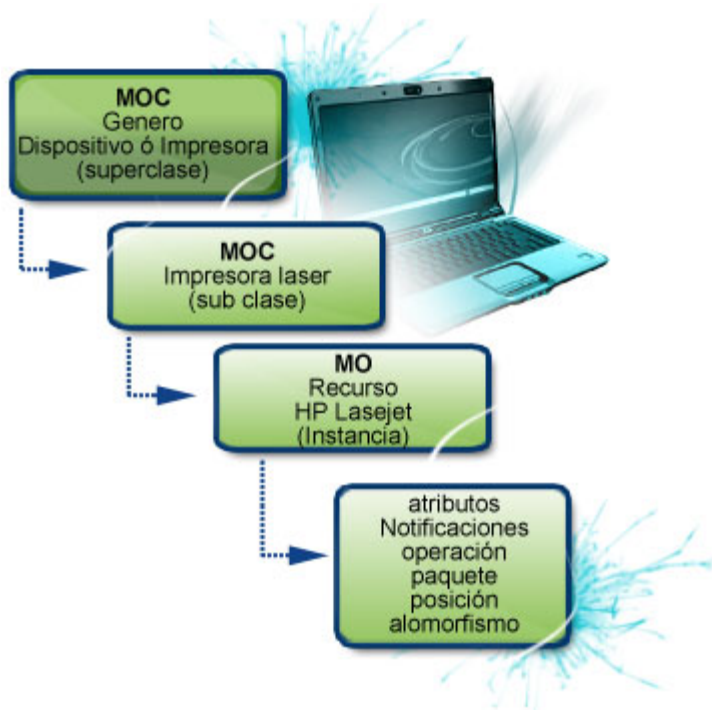 MOC
Genero
Dispositivo ó Impresora
(superclase)
MOC
Impresora laser
(sub clase)
MO
Recurso
HP Lasejet
(Instancia)
atributos
Notificaciones
operación
paquete
posición
alomorfismo